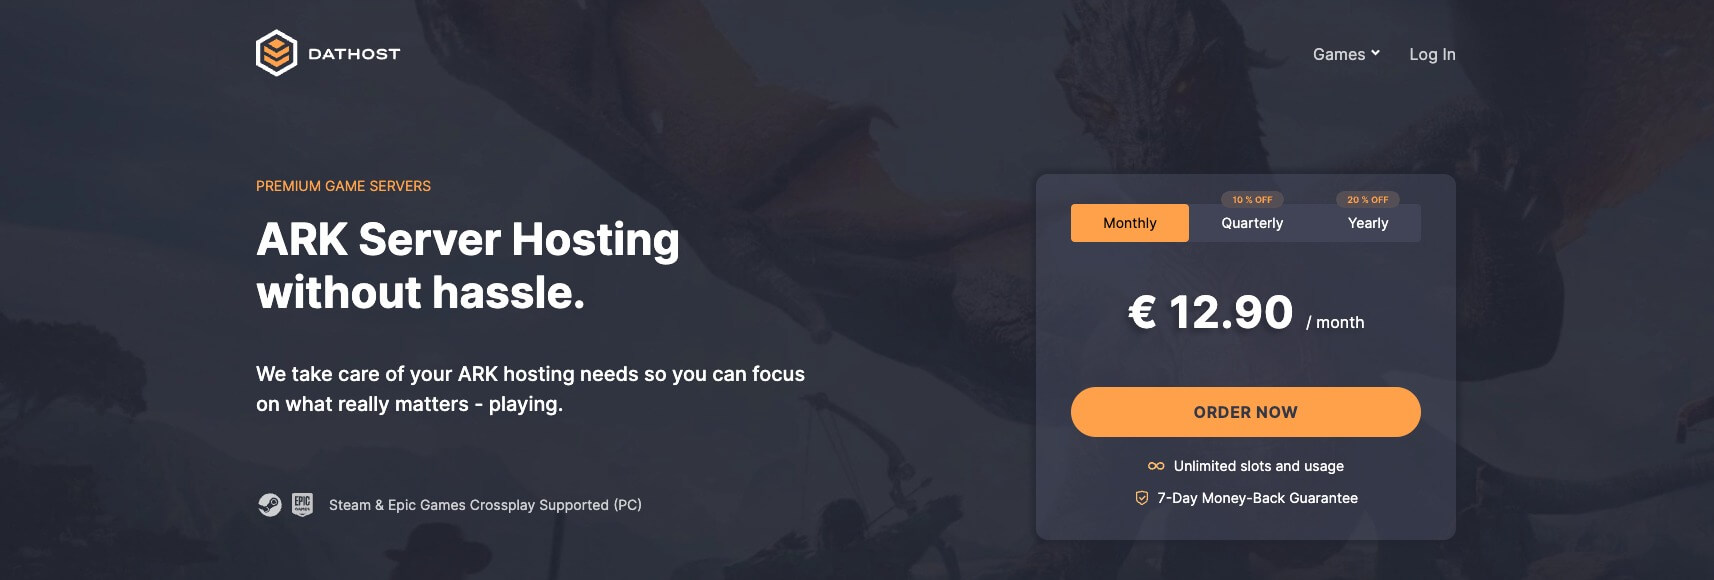 DATHOST
Games
Log In
PREMIUM GAME SERVERS
ARK Server Hosting
without hassle.
We take care of your ARK hosting needs so you can focus
on what really matters - playing.
EPIC
GAMES
Steam & Epic Games Crossplay Supported (PC)
10 % OFF
20 % OFF
Monthly
Quarterly
Yearly
€ 12.90 / month
ORDER NOW
Unlimited slots and usage
7-Day Money-Back Guarantee